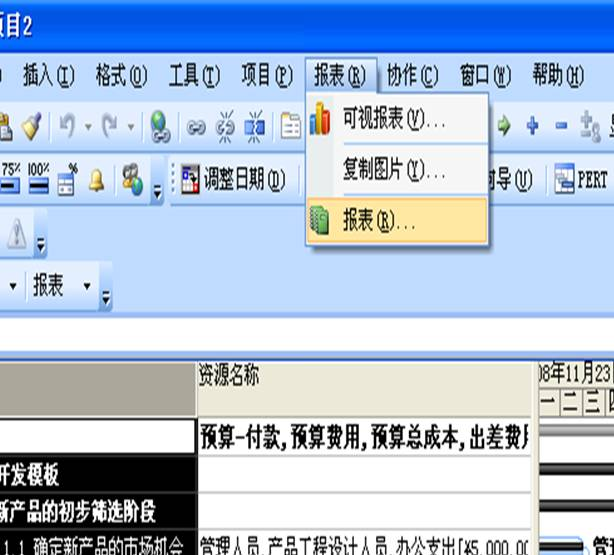 项目2
插入(I) 格式(O) 工具(T) 项目(P) 报表(R) 协作(C) 窗口(W) 帮助(H)
可视报表(V)...
复制图片(Y)...
报表(R)...
75% 100% % 调整日期(D) 向导(U) PERT
报表
资源名称
08年11月23
一 二 三 四
预算-付款,预算费用,预算总成本,出差费用
开发模板
新产品的初步筛选阶段
1.1 确定新产品的市场机会
管理人员,产品工程设计人员,办公支出[¥5,000.00